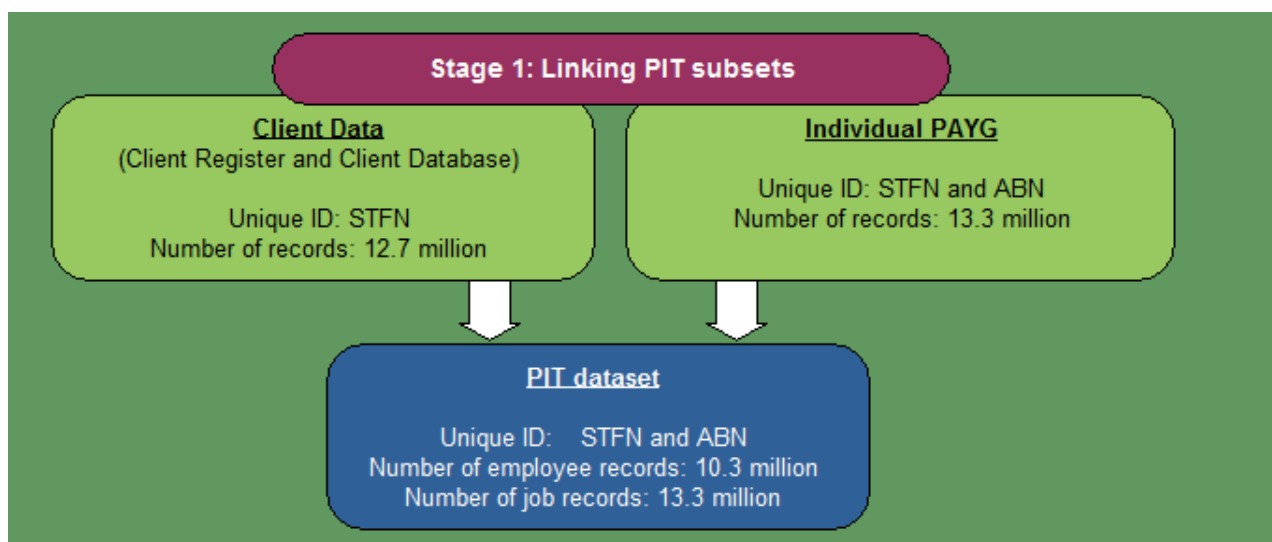 Stage 1: Linking PIT subsets
Client Data
(Client Register and Client Database)
Unique ID: STFN
Number of records: 12.7 million
Individual PAYG
Unique ID: STFN and ABN
Number of records: 13.3 million
PIT dataset
Unique ID: STFN and ABN
Number of employee records: 10.3 million
Number of job records: 13.3 million